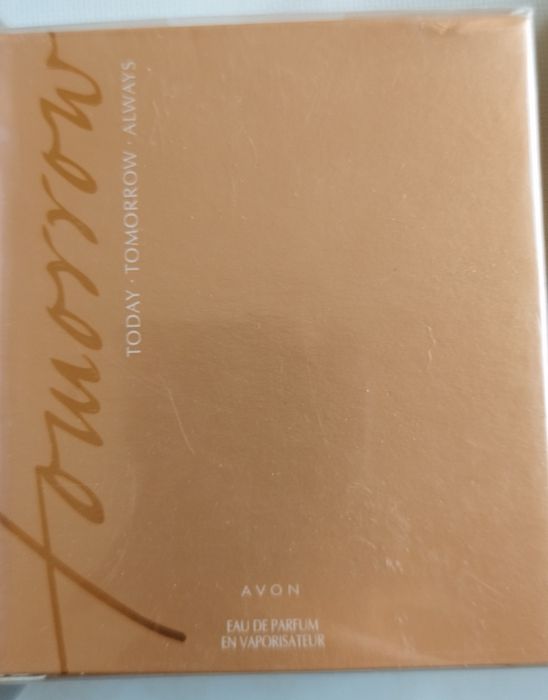 tomorrow
TODAY · TOMORROW · ALWAYS
AVON
EAU DE PARFUM
EN VAPORISATEUR